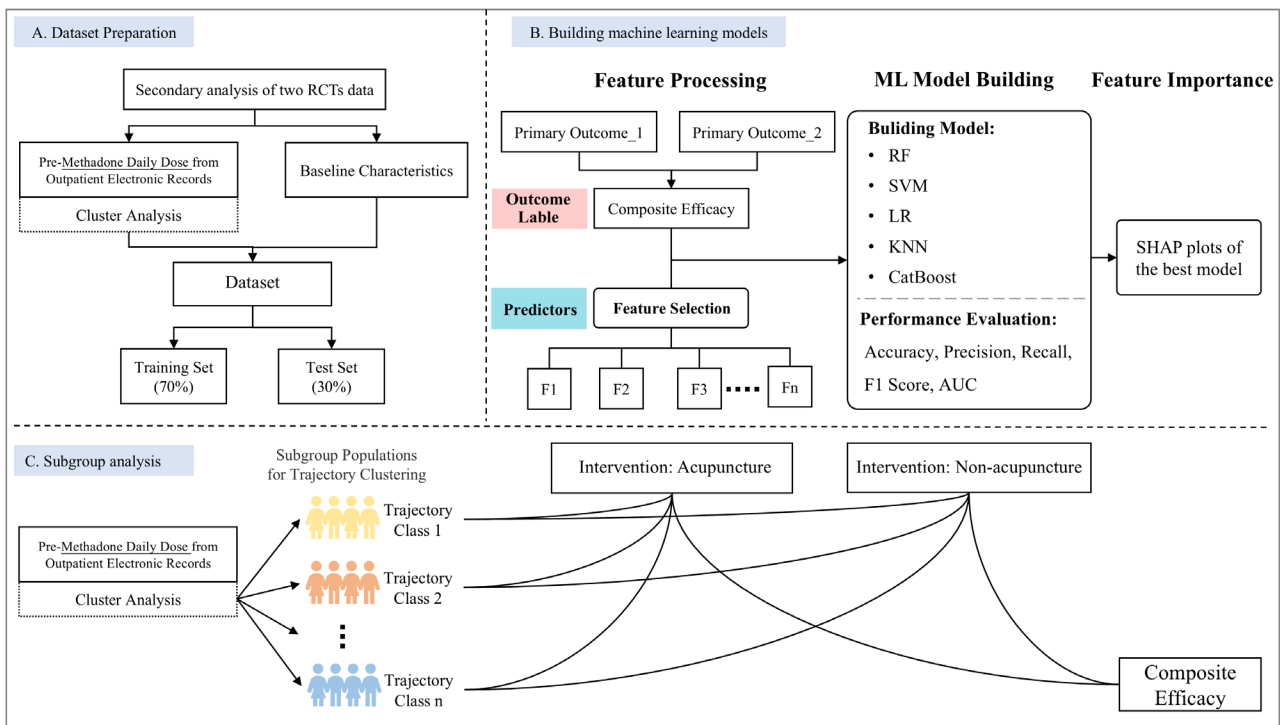 A. Dataset Preparation
Secondary analysis of two RCTs data
Pre-Methadone Daily Dose from
Outpatient Electronic Records
Cluster Analysis
Baseline Characteristics
Dataset
Training Set
(70%)
Test Set
(30%)
B. Building machine learning models
Feature Processing
Primary Outcome_1
Primary Outcome_2
Outcome
Lable
Composite Efficacy
Predictors
Feature Selection
F1
F2
F3
Fn
ML Model Building
Buliding Model:
• RF
• SVM
• LR
• KNN
• CatBoost
Performance Evaluation:
Accuracy, Precision, Recall,
F1 Score, AUC
Feature Importance
SHAP plots of
the best model
C. Subgroup analysis
Pre-Methadone Daily Dose from
Outpatient Electronic Records
Cluster Analysis
Subgroup Populations
for Trajectory Clustering
Trajectory
Class 1
Trajectory
Class 2
Trajectory
Class n
Intervention: Acupuncture
Intervention: Non-acupuncture
Composite
Efficacy